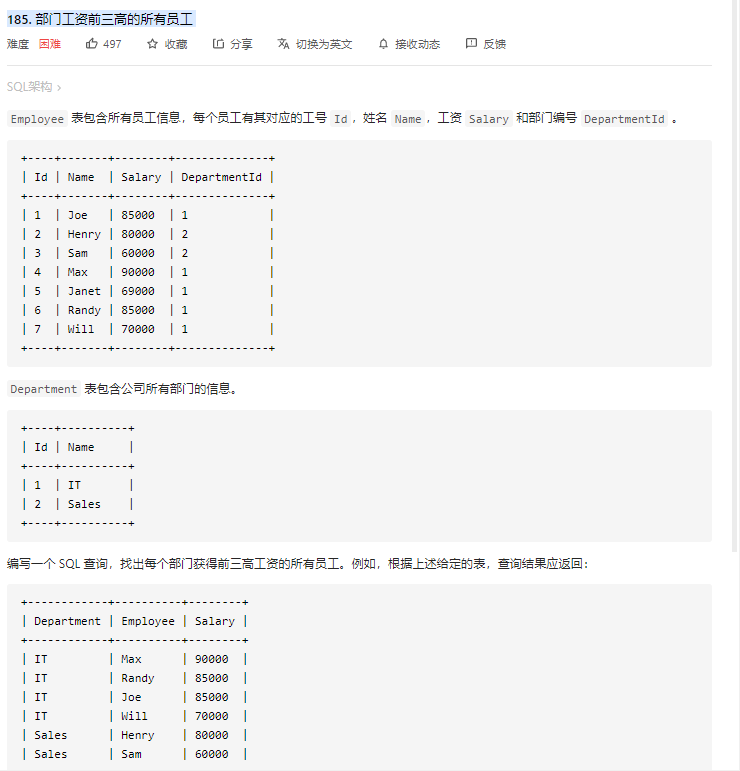 185. 部门工资前三高的所有员工
难度 困难 497 收藏 分享 切换为英文 接收动态 反馈
SQL架构 >
Employee 表包含所有员工信息，每个员工有其对应的工号 Id，姓名 Name，工资 Salary 和部门编号 DepartmentId 。
+----+-------+--------+--------------+
| Id | Name  | Salary | DepartmentId |
+----+-------+--------+--------------+
| 1  | Joe   | 85000  | 1            |
| 2  | Henry | 80000  | 2            |
| 3  | Sam   | 60000  | 2            |
| 4  | Max   | 90000  | 1            |
| 5  | Janet | 69000  | 1            |
| 6  | Randy | 85000  | 1            |
| 7  | Will  | 70000  | 1            |
+----+-------+--------+--------------+
Department 表包含公司所有部门的信息。
+----+----------+
| Id | Name     |
+----+----------+
| 1  | IT       |
| 2  | Sales    |
+----+----------+
编写一个 SQL 查询，找出每个部门获得前三高工资的所有员工。例如，根据上述给定的表，查询结果应返回：
+------------+----------+--------+
| Department | Employee | Salary |
+------------+----------+--------+
| IT         | Max      | 90000  |
| IT         | Randy    | 85000  |
| IT         | Joe      | 85000  |
| IT         | Will     | 70000  |
| Sales      | Henry    | 80000  |
| Sales      | Sam      | 60000  |